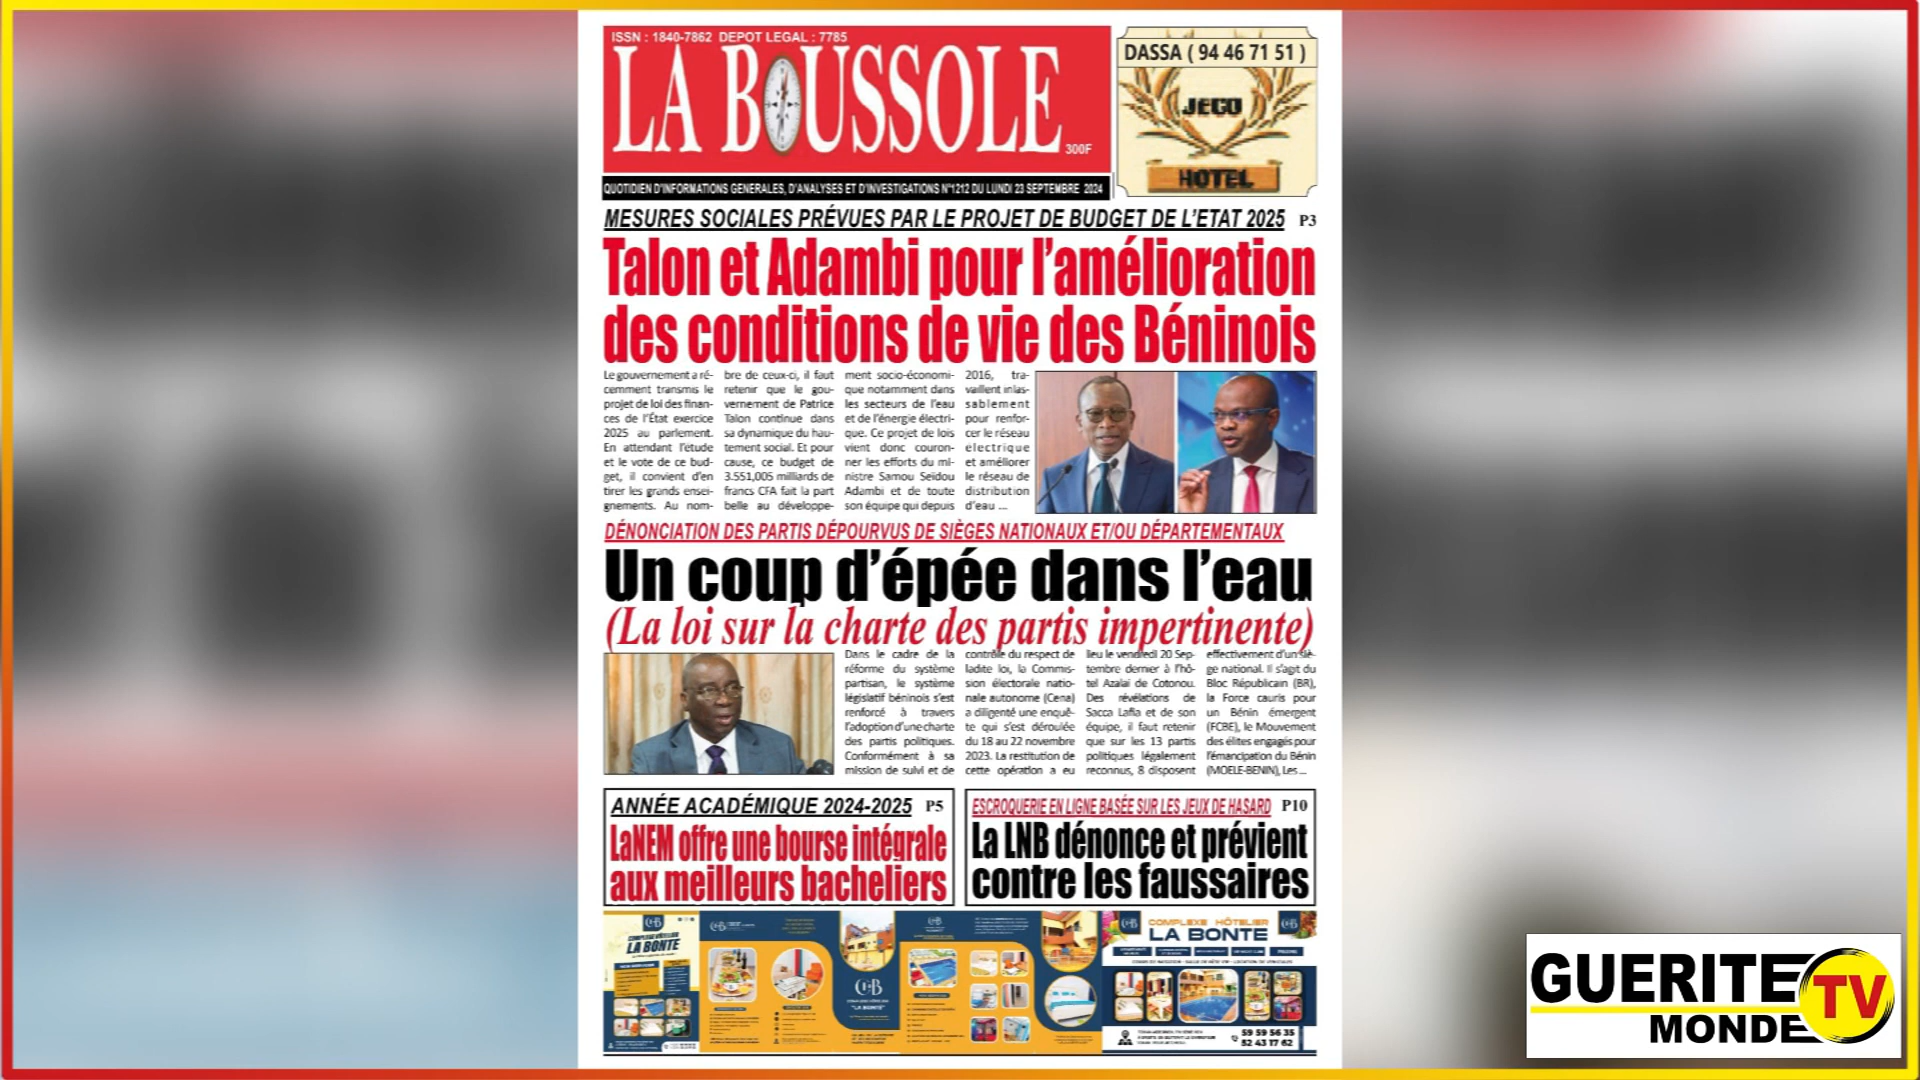 ISSN : 1840-7862 DEPOT LEGAL : 7785
LA BOUSSOLE
300F
DASSA ( 94 46 71 51 )
JECO
HOTEL
QUOTIDIEN D'INFORMATIONS GENERALES, D'ANALYSES ET D'INVESTIGATIONS N°1212 DU LUNDI 23 SEPTEMBRE 2024
MESURES SOCIALES PRÉVUES PAR LE PROJET DE BUDGET DE L'ETAT 2025 P3
Talon et Adambi pour l'amélioration
des conditions de vie des Béninois
Le gouvernement a ré-
cemment transmis le
projet de loi des finan-
ces de l'État exercice
2025 au parlement.
En attendant l'étude
et le vote de ce bud-
get, il convient d'en
tirer les grands ensei-
gnements. Au nom-
bre de ceux-ci, il faut
retenir que le gou-
vernement de Patrice
Talon continue dans
sa dynamique du hau-
tement social. Et pour
cause, ce budget de
3.551,005 milliards de
francs CFA fait la part
belle au développe-
ment socio-économi-
que notamment dans
les secteurs de l'eau
et de l'énergie électri-
que. Ce projet de lois
vient donc couron-
ner les efforts du mi-
nistre Samou Seïdou
Adambi et de toute
son équipe qui depuis
2016, tra-
vaillent inlas-
sablement
pour renfor-
cer le réseau
electrique
et améliorer
le réseau de
distribution
d'eau ...
DÉNONCIATION DES PARTIS DÉPOURVUS DE SIÈGES NATIONAUX ET/OU DÉPARTEMENTAUX
Un coup d'épée dans l'eau
(La loi sur la charte des partis impertinente)
Dans le cadre de la
réforme du système
partisan, le système
législatif béninois s'est
renforcé à travers
l'adoption d'une charte
des partis politiques.
Conformément à sa
mission de suivi et de
contrôle du respect de
ladite loi, la Commis-
sion électorale natio-
nale autonome (Cena)
a diligenté une enquê-
te qui s'est déroulée
du 18 au 22 novembre
2023. La restitution de
cette opération a eu
lieu le vendredi 20 Sep-
tembre dernier à l'hô-
tel Azalaï de Cotonou.
Des révélations de
Sacca Lafia et de son
équipe, il faut retenir
que sur les 13 partis
politiques légalement
reconnus, 8 disposent
effectivement d'un siè-
ge national. Il s'agit du
Bloc Républicain (BR),
la Force cauris pour
un Bénin émergent
(FCBE), le Mouvement
des élites engagés pour
l'émancipation du Bénin
(MOELE-BENIN), Les ...
ANNÉE ACADÉMIQUE 2024-2025 P5
LaNEM offre une bourse intégrale
aux meilleurs bacheliers
ESCROQUERIE EN LIGNE BASÉE SUR LES JEUX DE HASARD P10
La LNB dénonce et prévient
contre les faussaires
COMPLEXE HÔTELIER
LA BONTE
CHB
"LA BONTE"
COMPLEXE HÔTELIER
LA BONTE
59 59 56 35
52 43 17 62
GUERITE TV
MONDE